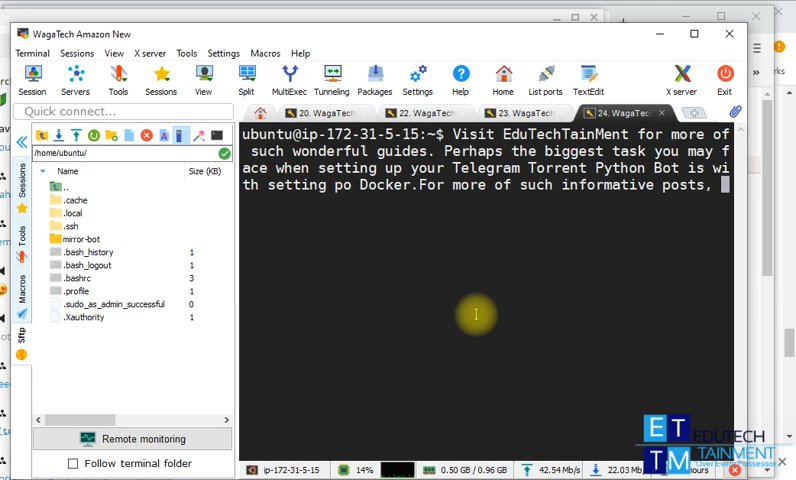 WagaTech Amazon New
Terminal Sessions View X server Tools Settings Macros Help
Session Servers Tools Sessions View Split MultiExec Tunneling Packages Settings Help Home List ports TextEdit X server Exit
Quick connect...
20. WagaTech
22. WagaTech
23. WagaTech
24. WagaTec
/home/ubuntu/
Name Size (KB)
..
.cache
.local
.ssh
mirror-bot
.bash_history 1
.bash_logout 1
.bashrc 3
.profile 1
.sudo_as_admin_successful 0
.Xauthority 1
Sessions
Tools
Macros
Sftp
Remote monitoring
Follow terminal folder
ubuntu@ip-172-31-5-15:~$ Visit EduTechTainMent for more of
such wonderful guides. Perhaps the biggest task you may f
ace when setting up your Telegram Torrent Python Bot is wi
th setting po Docker.For more of such informative posts,
ip-172-31-5-15 14% 0.50 GB / 0.96 GB 42.54 Mb/s 22.03 Mb/
hours
ET EDUTECH
TM TAINMENT